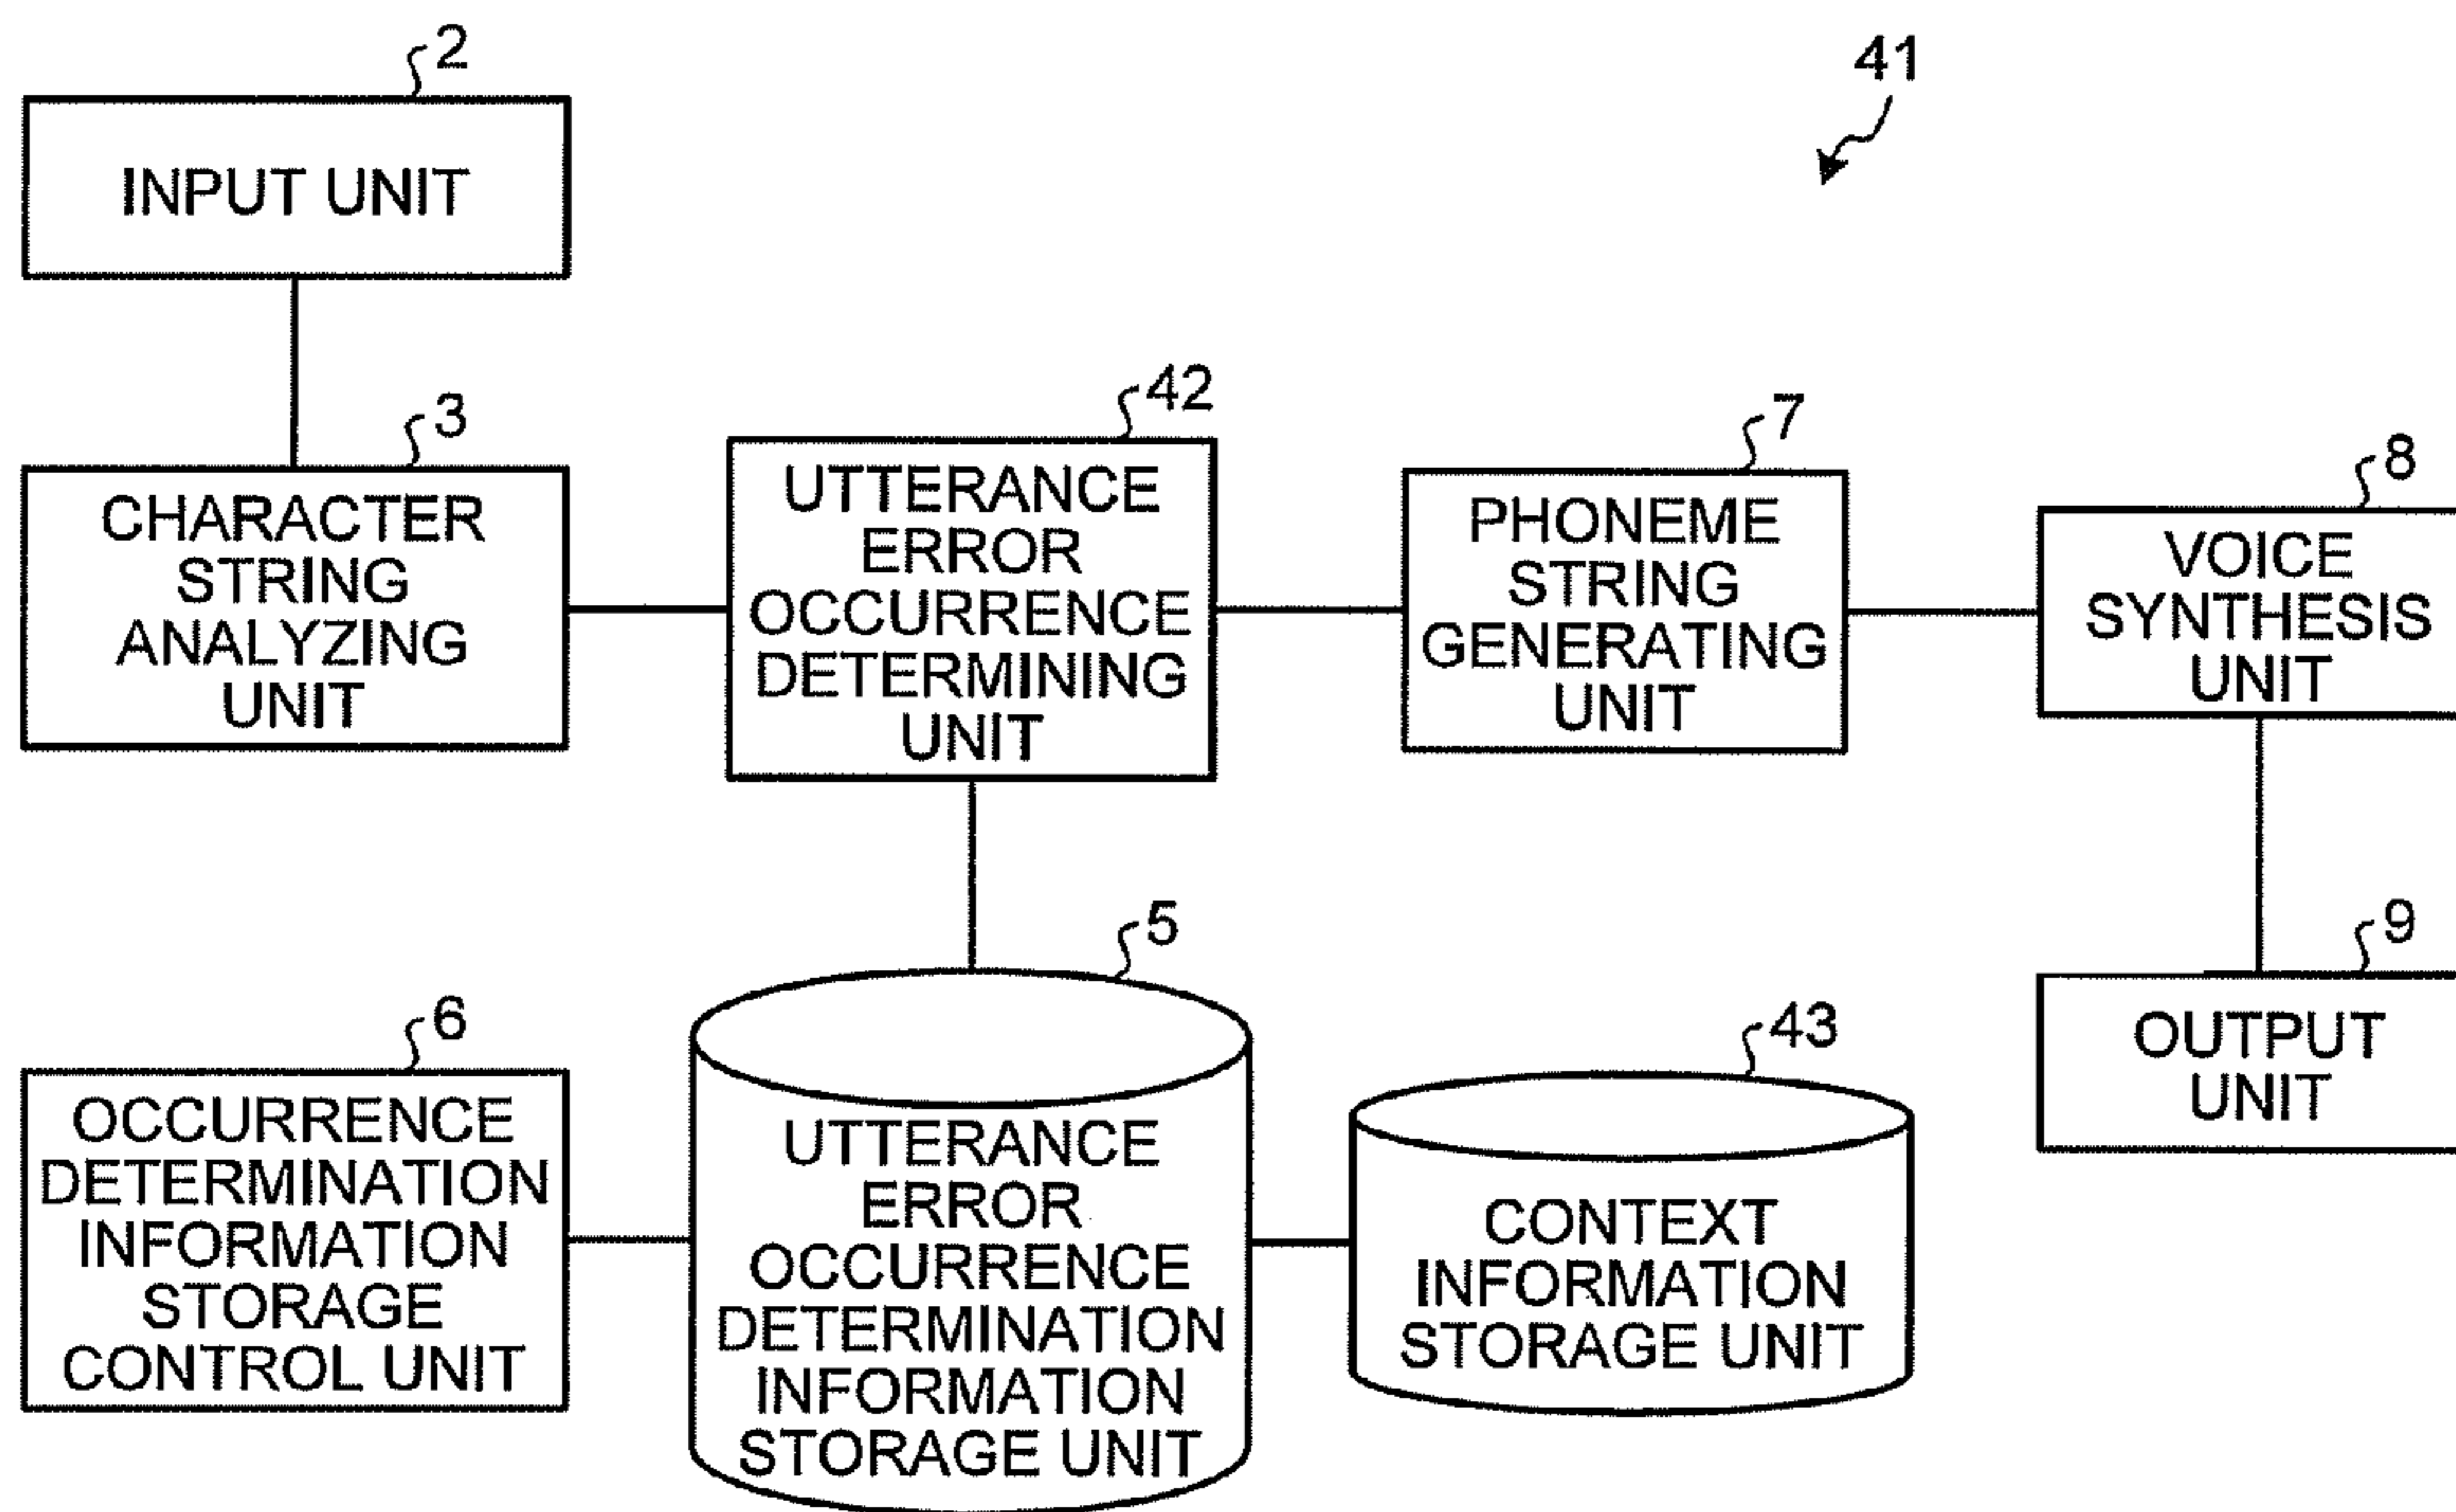 2
INPUT UNIT
41
3
CHARACTER
STRING
ANALYZING
UNIT
42
UTTERANCE
ERROR
OCCURRENCE
DETERMINING
UNIT
7
PHONEME
STRING
GENERATING
UNIT
8
VOICE
SYNTHESIS
UNIT
6
OCCURRENCE
DETERMINATION
INFORMATION
STORAGE
CONTROL UNIT
5
UTTERANCE
ERROR
OCCURRENCE
DETERMINATION
INFORMATION
STORAGE UNIT
43
CONTEXT
INFORMATION
STORAGE UNIT
9
OUTPUT
UNIT